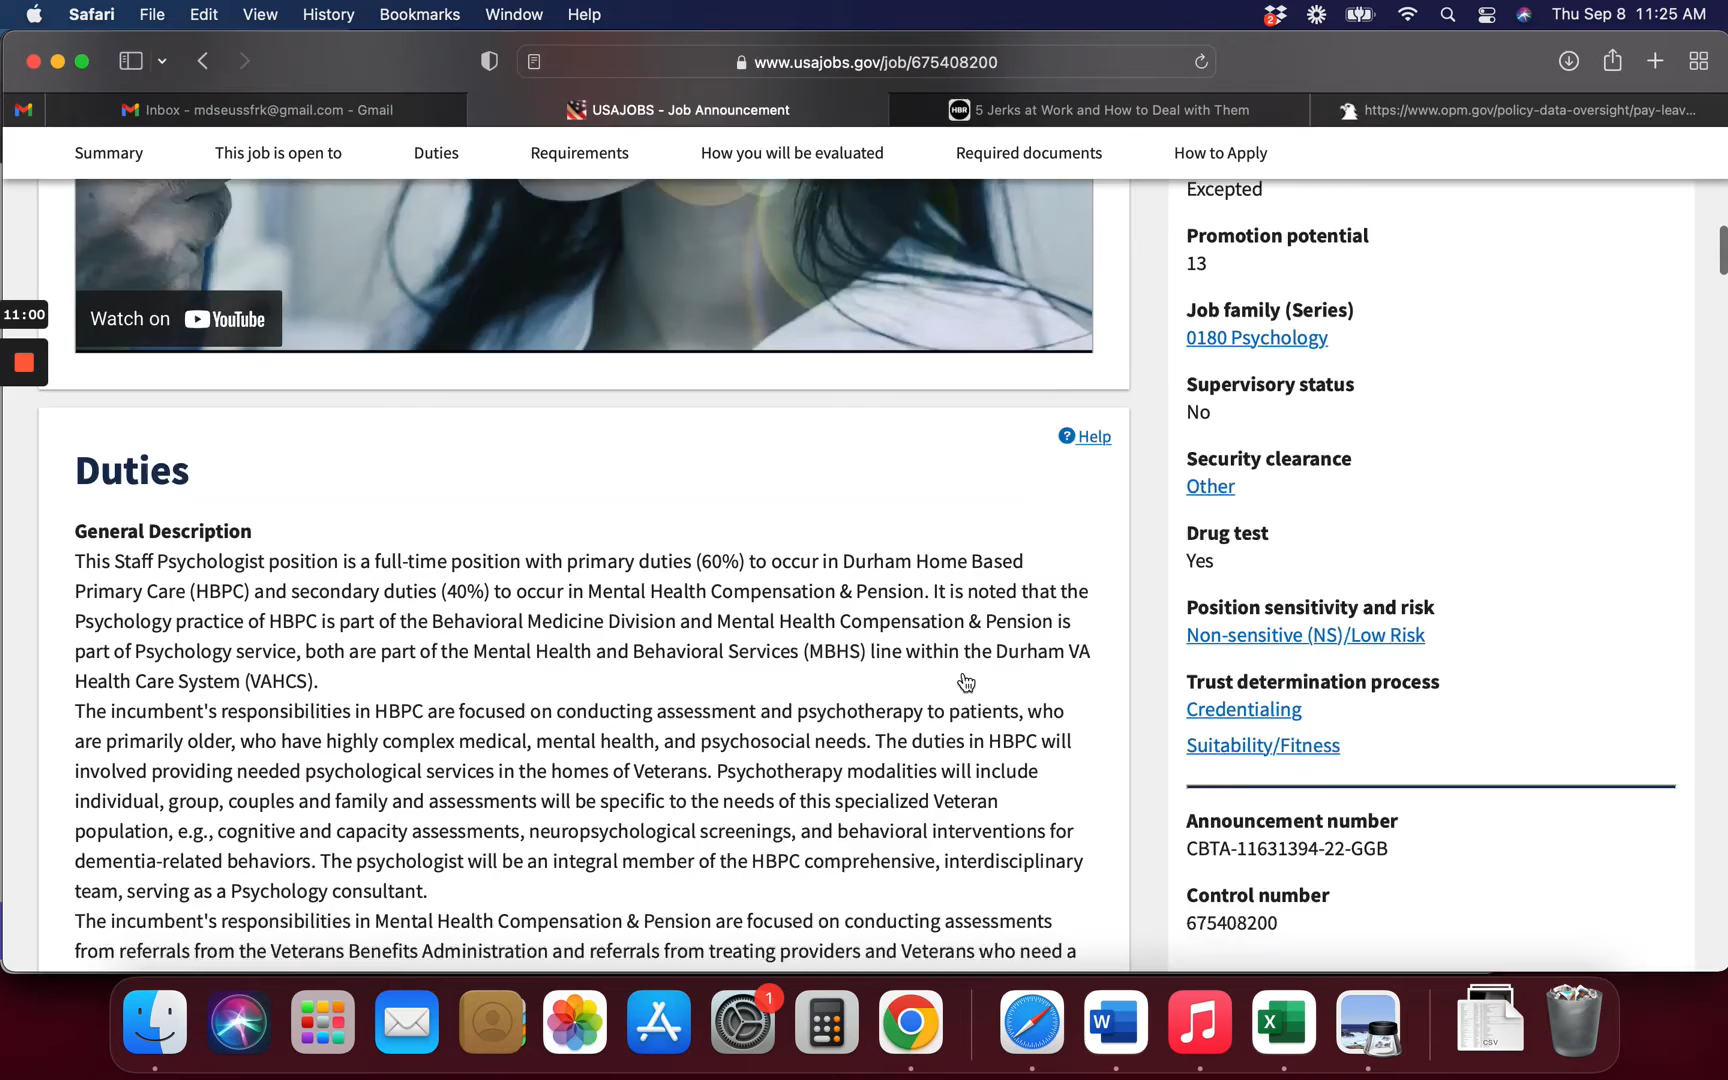 Safari File Edit View History Bookmarks Window Help
2
Thu Sep 8 11:25 AM
www.usajobs.gov/job/675408200
Inbox - mdseussfrk@gmail.com - Gmail
USAJOBS - Job Announcement
HBR 5 Jerks at Work and How to Deal with Them
https://www.opm.gov/policy-data-oversight/pay-leav...
Summary This job is open to Duties Requirements How you will be evaluated Required documents How to Apply
Watch on YouTube
11:00
? Help
Duties
General Description
This Staff Psychologist position is a full-time position with primary duties (60%) to occur in Durham Home Based
Primary Care (HBPC) and secondary duties (40%) to occur in Mental Health Compensation & Pension. It is noted that the
Psychology practice of HBPC is part of the Behavioral Medicine Division and Mental Health Compensation & Pension is
part of Psychology service, both are part of the Mental Health and Behavioral Services (MBHS) line within the Durham VA
Health Care System (VAHCS).
The incumbent's responsibilities in HBPC are focused on conducting assessment and psychotherapy to patients, who
are primarily older, who have highly complex medical, mental health, and psychosocial needs. The duties in HBPC will
involved providing needed psychological services in the homes of Veterans. Psychotherapy modalities will include
individual, group, couples and family and assessments will be specific to the needs of this specialized Veteran
population, e.g., cognitive and capacity assessments, neuropsychological screenings, and behavioral interventions for
dementia-related behaviors. The psychologist will be an integral member of the HBPC comprehensive, interdisciplinary
team, serving as a Psychology consultant.
The incumbent's responsibilities in Mental Health Compensation & Pension are focused on conducting assessments
from referrals from the Veterans Benefits Administration and referrals from treating providers and Veterans who need a
Excepted
Promotion potential
13
Job family (Series)
0180 Psychology
Supervisory status
No
Security clearance
Other
Drug test
Yes
Position sensitivity and risk
Non-sensitive (NS)/Low Risk
Trust determination process
Credentialing
Suitability/Fitness
Announcement number
CBTA-11631394-22-GGB
Control number
675408200
1
W
X
CSV